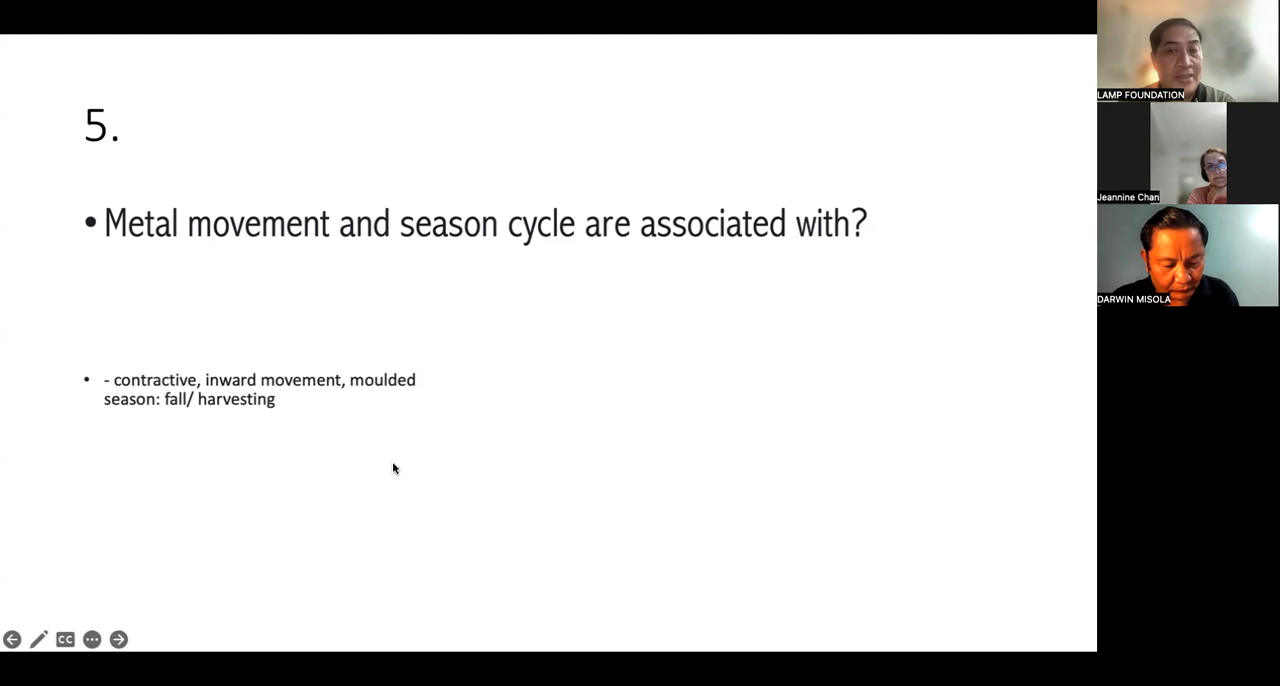 5.
• Metal movement and season cycle are associated with?
• - contractive, inward movement, moulded
season: fall/ harvesting
CC
LAMP FOUNDATION
Jeannine Chan
DARWIN MISOLA